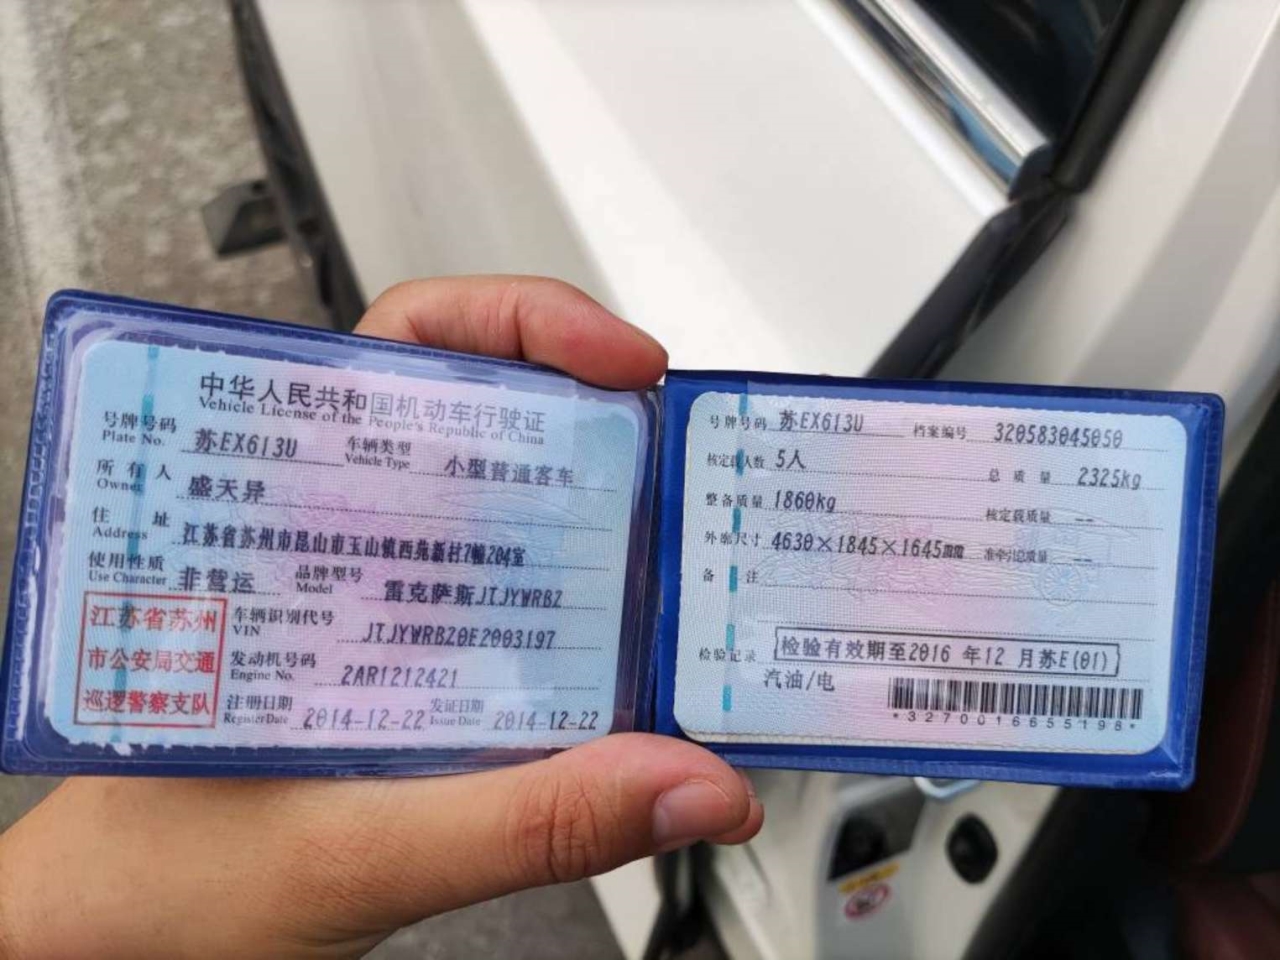 中华人民共和国机动车行驶证
Vehicle License of the People's Republic of China
号牌号码 苏EX613U 车辆类型 小型普通客车
Plate No. Vehicle Type
所有人 盛天异
Owner
住址 江苏省苏州市昆山市玉山镇西苑新村7幢204室
Address
使用性质 非营运 品牌型号 雷克萨斯JTJYWRBZ
Use Character Model
江苏省苏州
市公安局交通
巡逻警察支队
车辆识别代号 JTJYWRBZ0E2003197
VIN
发动机号码 2AR1212421
Engine No.
注册日期 2014-12-22 发证日期 2014-12-22
Register Date Issue Date
号牌号码 苏EX613U 档案编号 320583045050
核定载人数 5人 总质量 2325kg
整备质量 1860kg 核定载质量 --
外廓尺寸 4630×1845×1645mm 准牵引总质量 --
备注
检验记录 检验有效期至2016年12月苏E(01)
汽油/电
*3270016655198*